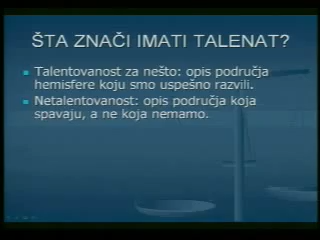 ŠTA ZNAČI IMATI TALENAT?
Talentovanost za nešto: opis područja
hemisfere koju smo uspešno razvili.
Netalentovanost: opis područja koja
spavaju, a ne koja nemamo.